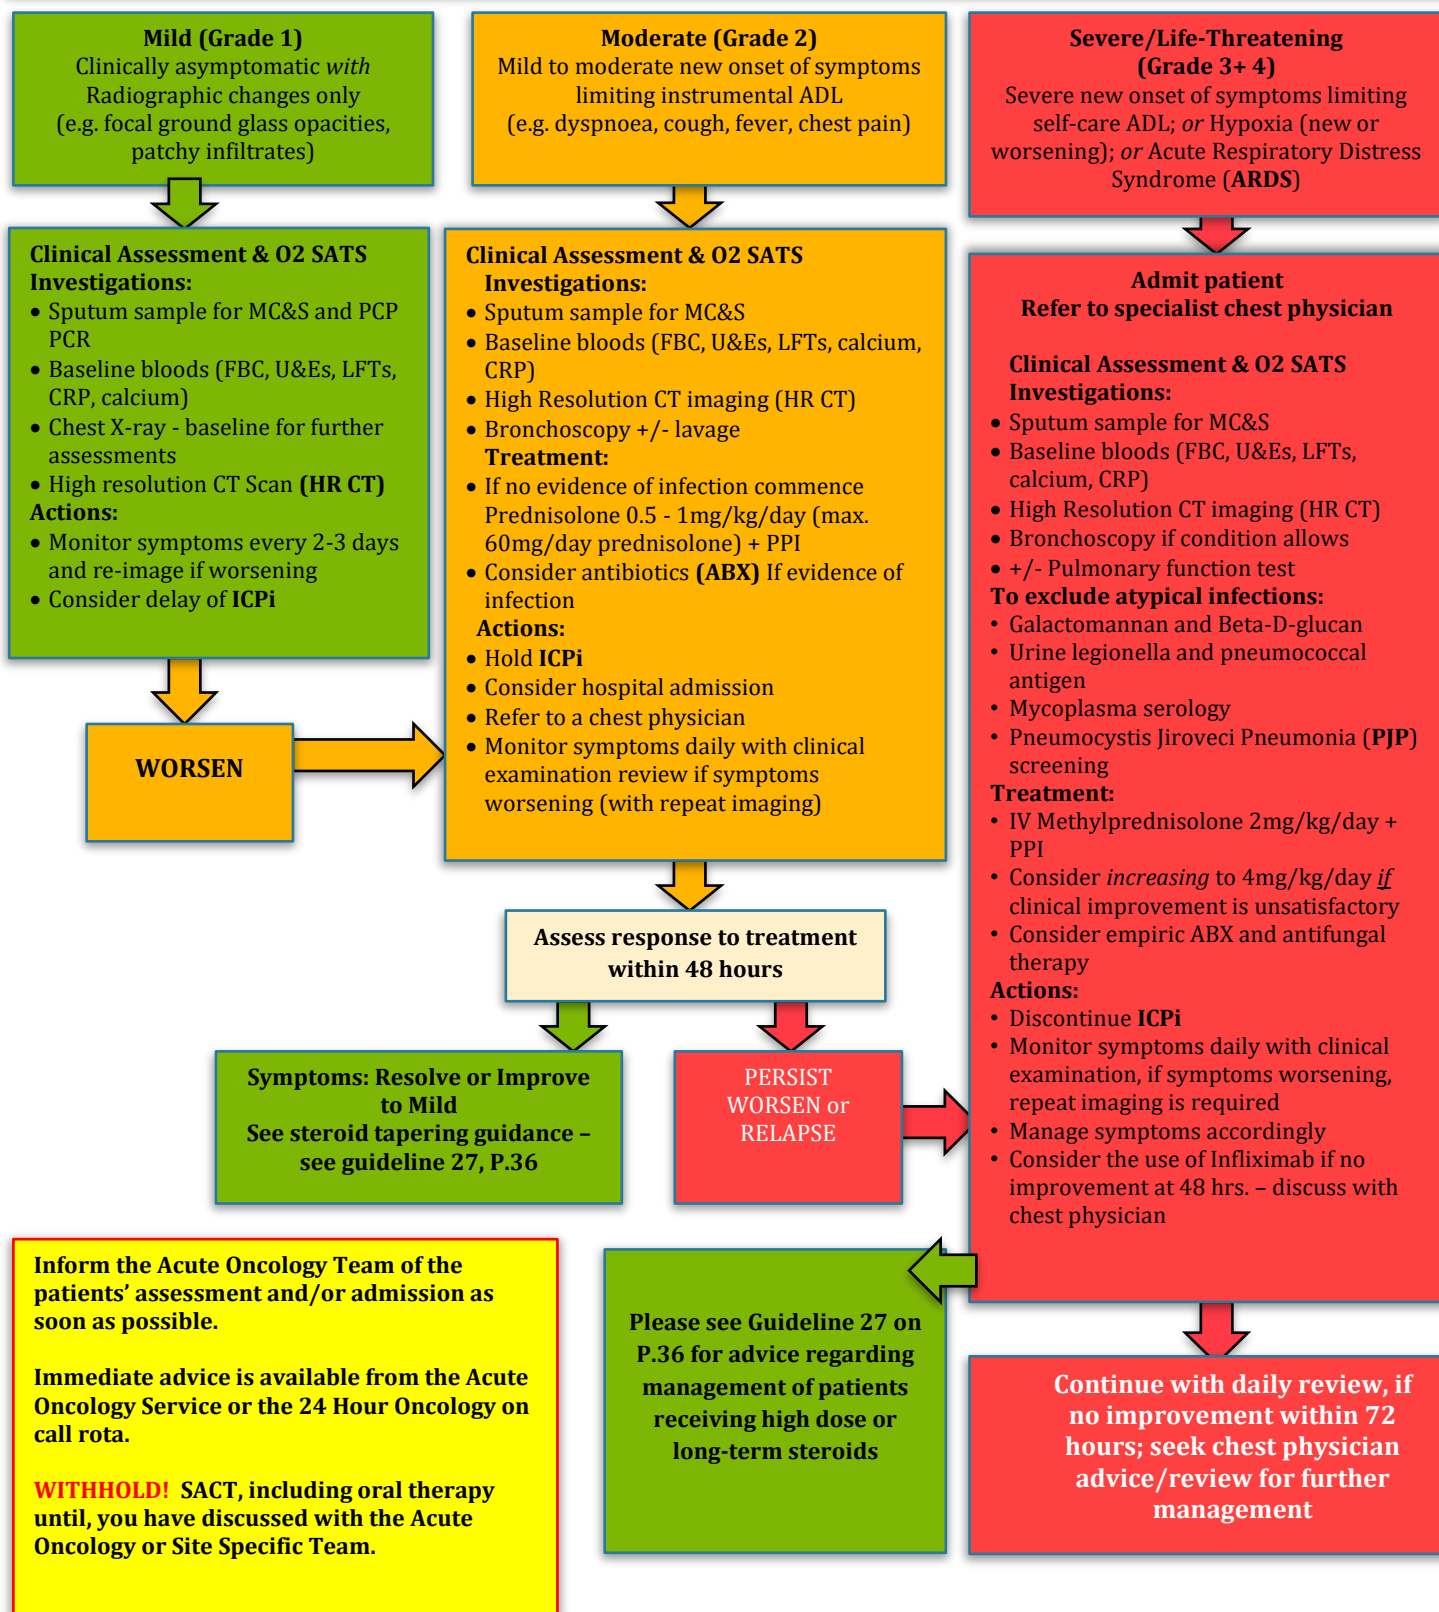 Mild (Grade 1)
Clinically asymptomatic with
Radiographic changes only
(e.g. focal ground glass opacities,
patchy infiltrates)
Moderate (Grade 2)
Mild to moderate new onset of symptoms
limiting instrumental ADL
(e.g. dyspnoea, cough, fever, chest pain)
Severe/Life-Threatening
(Grade 3+ 4)
Severe new onset of symptoms limiting
self-care ADL; or Hypoxia (new or
worsening); or Acute Respiratory Distress
Syndrome (ARDS)
Clinical Assessment & O2 SATS
Investigations:
• Sputum sample for MC&S and PCP
PCR
• Baseline bloods (FBC, U&Es, LFTs,
CRP, calcium)
• Chest X-ray - baseline for further
assessments
• High resolution CT Scan (HR CT)
Actions:
• Monitor symptoms every 2-3 days
and re-image if worsening
• Consider delay of ICPi
WORSEN
Clinical Assessment & O2 SATS
Investigations:
• Sputum sample for MC&S
• Baseline bloods (FBC, U&Es, LFTs, calcium,
CRP)
• High Resolution CT imaging (HR CT)
• Bronchoscopy +/- lavage
Treatment:
• If no evidence of infection commence
Prednisolone 0.5 - 1mg/kg/day (max.
60mg/day prednisolone) + PPI
• Consider antibiotics (ABX) If evidence of
infection
Actions:
• Hold ICPi
• Consider hospital admission
• Refer to a chest physician
• Monitor symptoms daily with clinical
examination review if symptoms
worsening (with repeat imaging)
Assess response to treatment
within 48 hours
Symptoms: Resolve or Improve
to Mild
See steroid tapering guidance –
see guideline 27, P.36
PERSIST
WORSEN or
RELAPSE
Admit patient
Refer to specialist chest physician
Clinical Assessment & O2 SATS
Investigations:
• Sputum sample for MC&S
• Baseline bloods (FBC, U&Es, LFTs,
calcium, CRP)
• High Resolution CT imaging (HR CT)
• Bronchoscopy if condition allows
• +/- Pulmonary function test
To exclude atypical infections:
• Galactomannan and Beta-D-glucan
• Urine legionella and pneumococcal
antigen
• Mycoplasma serology
• Pneumocystis Jiroveci Pneumonia (PJP)
screening
Treatment:
• IV Methylprednisolone 2mg/kg/day +
PPI
• Consider increasing to 4mg/kg/day if
clinical improvement is unsatisfactory
• Consider empiric ABX and antifungal
therapy
Actions:
• Discontinue ICPi
• Monitor symptoms daily with clinical
examination, if symptoms worsening,
repeat imaging is required
• Manage symptoms accordingly
• Consider the use of Infliximab if no
improvement at 48 hrs. – discuss with
chest physician
Inform the Acute Oncology Team of the
patients’ assessment and/or admission as
soon as possible.
Immediate advice is available from the Acute
Oncology Service or the 24 Hour Oncology on
call rota.
WITHHOLD! SACT, including oral therapy
until, you have discussed with the Acute
Oncology or Site Specific Team.
Please see Guideline 27 on
P.36 for advice regarding
management of patients
receiving high dose or
long-term steroids
Continue with daily review, if
no improvement within 72
hours; seek chest physician
advice/review for further
management